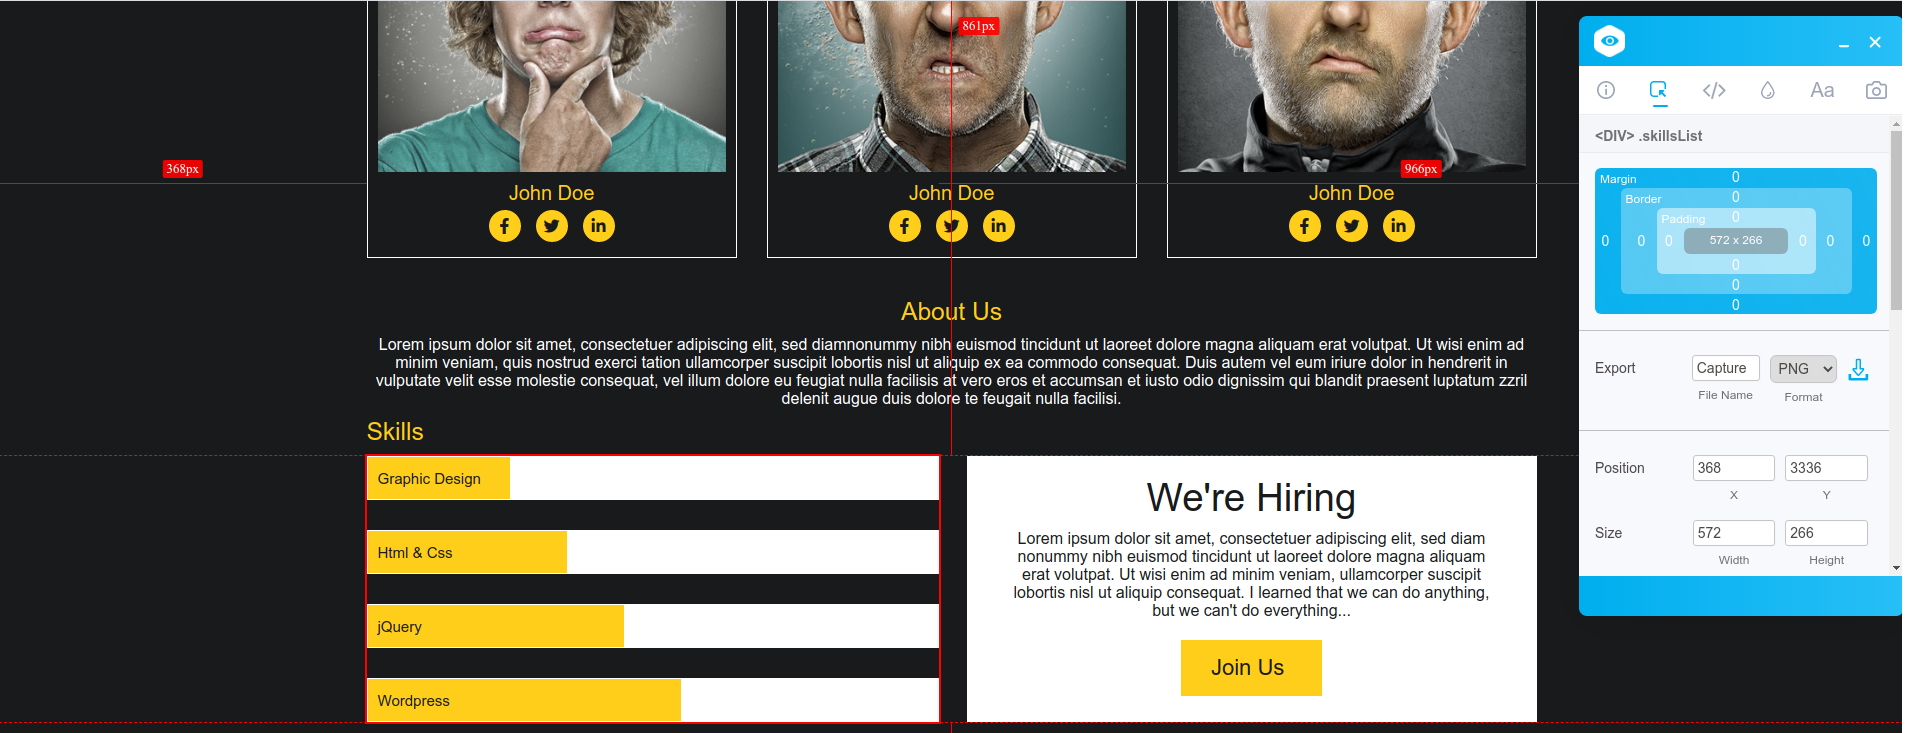 861px
368px
966px
John Doe
John Doe
John Doe
in
in
in
About Us
Lorem ipsum dolor sit amet, consectetuer adipiscing elit, sed diamnonummy nibh euismod tincidunt ut laoreet dolore magna aliquam erat volutpat. Ut wisi enim ad
minim veniam, quis nostrud exerci tation ullamcorper suscipit lobortis nisl ut aliquip ex ea commodo consequat. Duis autem vel eum iriure dolor in hendrerit in
vulputate velit esse molestie consequat, vel illum dolore eu feugiat nulla facilisis at vero eros et accumsan et iusto odio dignissim qui blandit praesent luptatum zzril
delenit augue duis dolore te feugait nulla facilisi.
Skills
Graphic Design
Html & Css
jQuery
Wordpress
We're Hiring
Lorem ipsum dolor sit amet, consectetuer adipiscing elit, sed diam
nonummy nibh euismod tincidunt ut laoreet dolore magna aliquam
erat volutpat. Ut wisi enim ad minim veniam, ullamcorper suscipit
lobortis nisl ut aliquip consequat. I learned that we can do anything,
but we can't do everything...
Join Us
Aa
<DIV> .skillsList
Margin 0
Border 0
Padding 0
0 0 0 572 x 266 0 0 0
0
0
0
Export Capture PNG
File Name Format
Position 368 3336
X Y
Size 572 266
Width Height